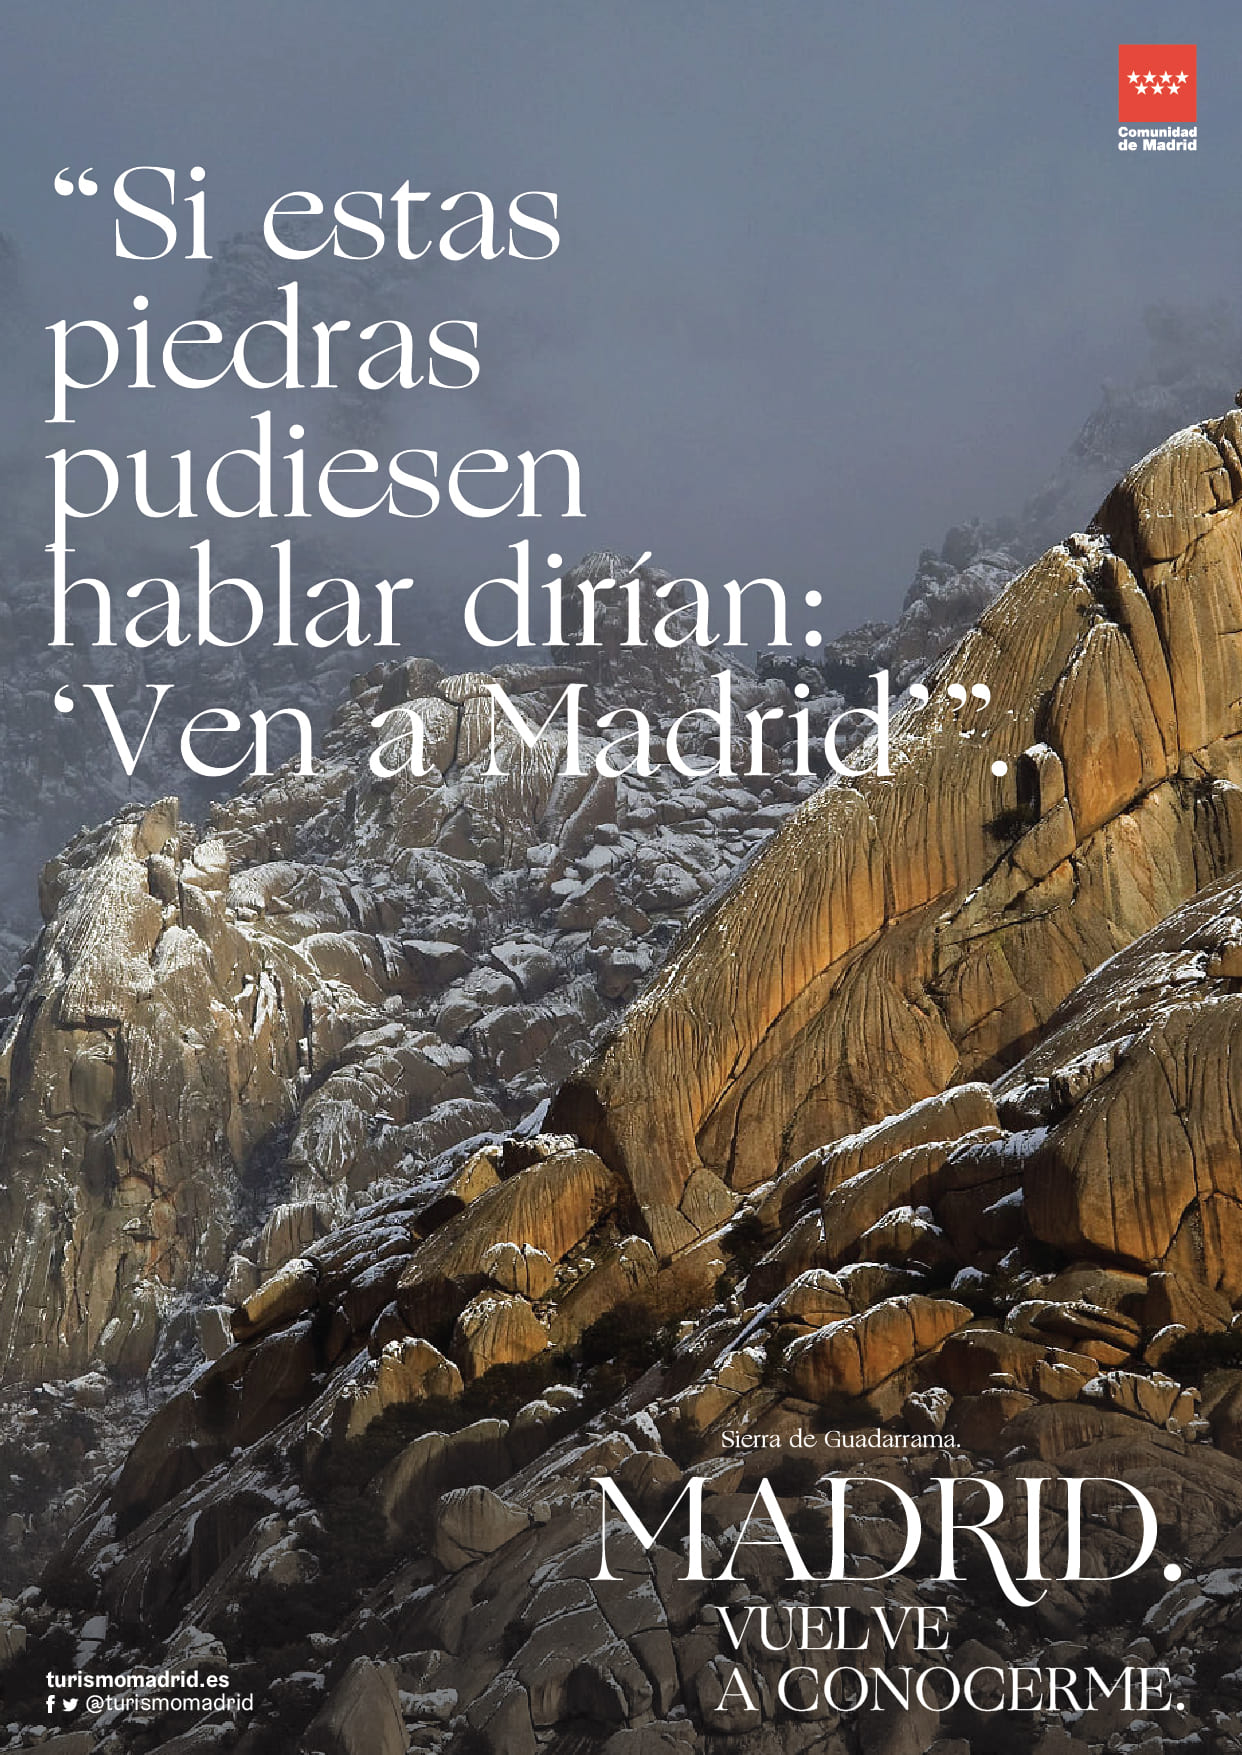 Comunidad
de Madrid
“Si estas
piedras
pudiesen
hablar dirían:
‘Ven a Madrid’”.
Sierra de Guadarrama.
MADRID.
VUELVE
A CONOCERME.
turismomadrid.es
@turismomadrid